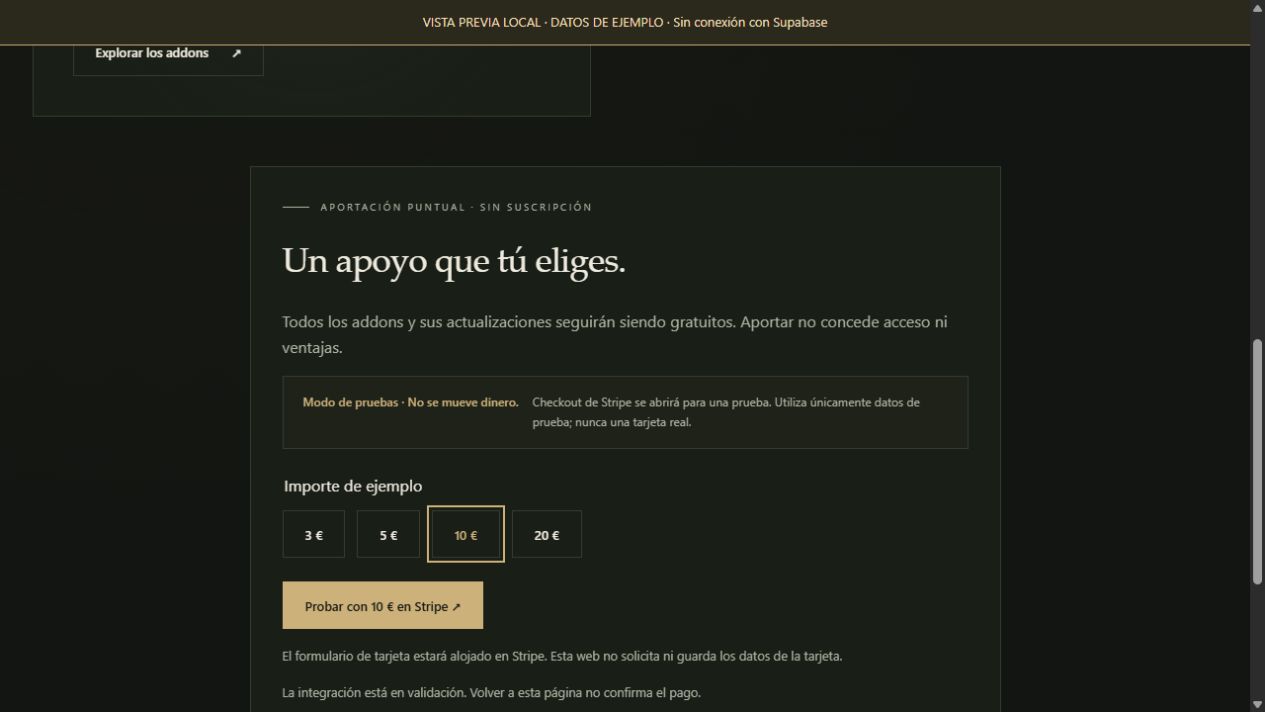 VISTA PREVIA LOCAL · DATOS DE EJEMPLO · Sin conexión con Supabase
Explorar los addons ↗
APORTACIÓN PUNTUAL · SIN SUSCRIPCIÓN
Un apoyo que tú eliges.
Todos los addons y sus actualizaciones seguirán siendo gratuitos. Aportar no concede acceso ni
ventajas.
Modo de pruebas · No se mueve dinero. Checkout de Stripe se abrirá para una prueba. Utiliza únicamente datos de
prueba; nunca una tarjeta real.
Importe de ejemplo
3 € 5 € 10 € 20 €
Probar con 10 € en Stripe ↗
El formulario de tarjeta estará alojado en Stripe. Esta web no solicita ni guarda los datos de la tarjeta.
La integración está en validación. Volver a esta página no confirma el pago.